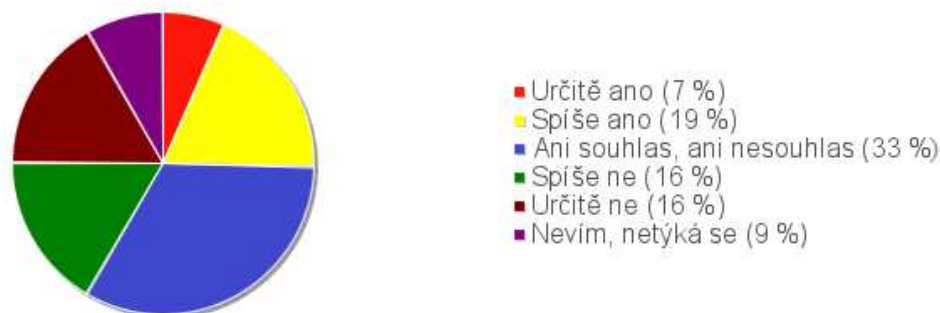 Určitě ano (7 %)
Spíše ano (19 %)
Ani souhlas, ani nesouhlas (33 %)
Spíše ne (16 %)
Určitě ne (16 %)
Nevím, netýká se (9 %)